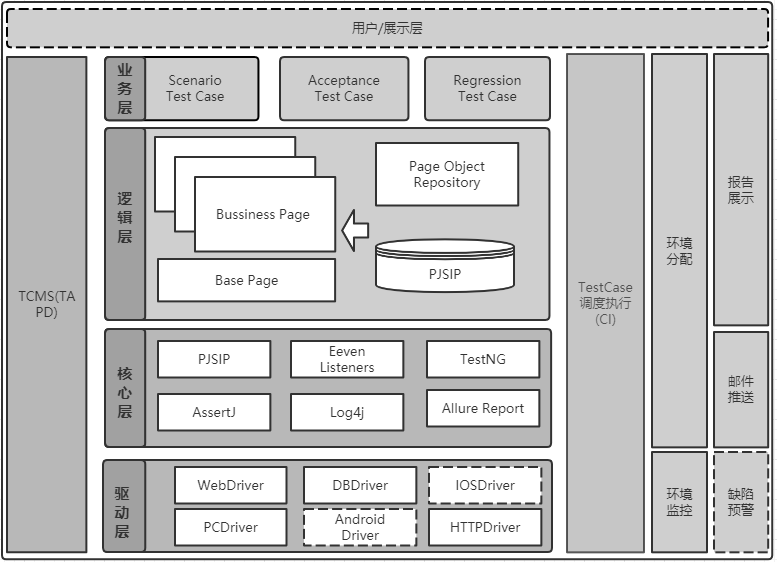 用户/展示层
TCMS(TA
PD)
业
务
层
Scenario
Test Case
Acceptance
Test Case
Regression
Test Case
逻
辑
层
Bussiness Page
Base Page
Page Object
Repository
PJSIP
核
心
层
PJSIP
Eeven
Listeners
TestNG
AssertJ
Log4j
Allure Report
驱
动
层
WebDriver
DBDriver
IOSDriver
PCDriver
Android
Driver
HTTPDriver
TestCase
调度执行
(CI)
环境
分配
环境
监控
报告
展示
邮件
推送
缺陷
预警